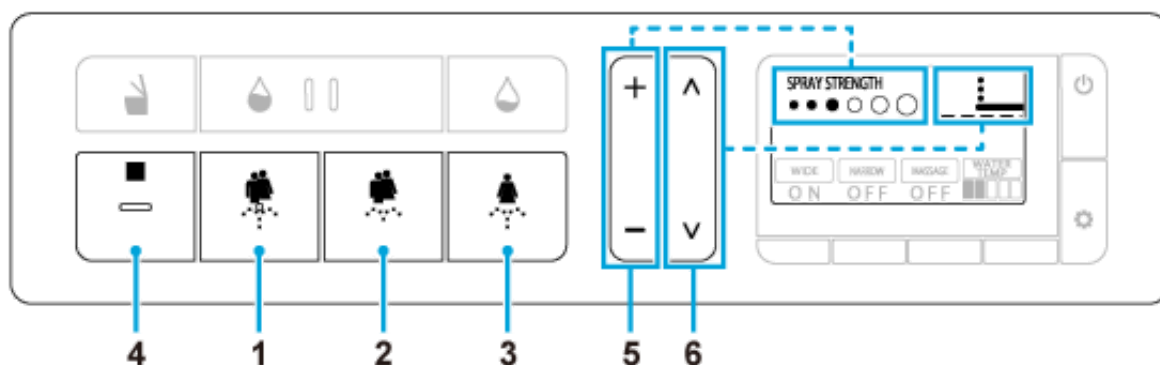 SPRAY STRENGTH
+
−
WIDE NARROW MASSAGE WATER
TEMP
ON OFF OFF
4 1 2 3 5 6